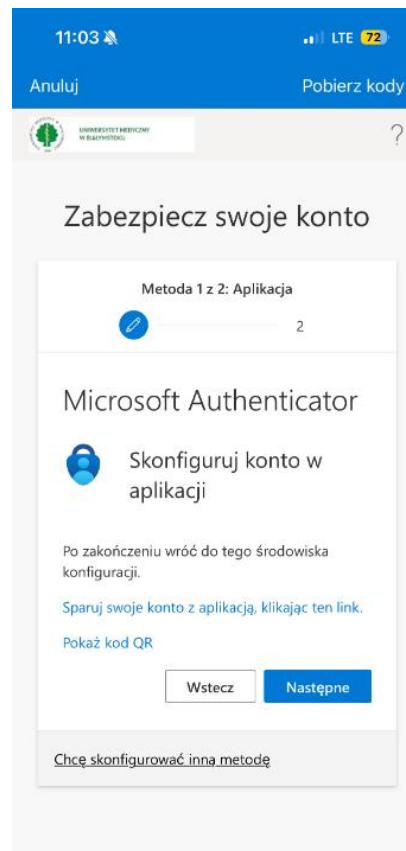 11:03
LTE 72
Anuluj
Pobierz kody
UNIWERSYTET MEDYCZNY
W BIAŁYMSTOKU
?
Zabezpiecz swoje konto
Metoda 1 z 2: Aplikacja
2
Microsoft Authenticator
Skonfiguruj konto w
aplikacji
Po zakończeniu wróć do tego środowiska
konfiguracji.
Sparuj swoje konto z aplikacją, klikając ten link.
Pokaż kod QR
Wstecz
Następne
Chcę skonfigurować inną metodę